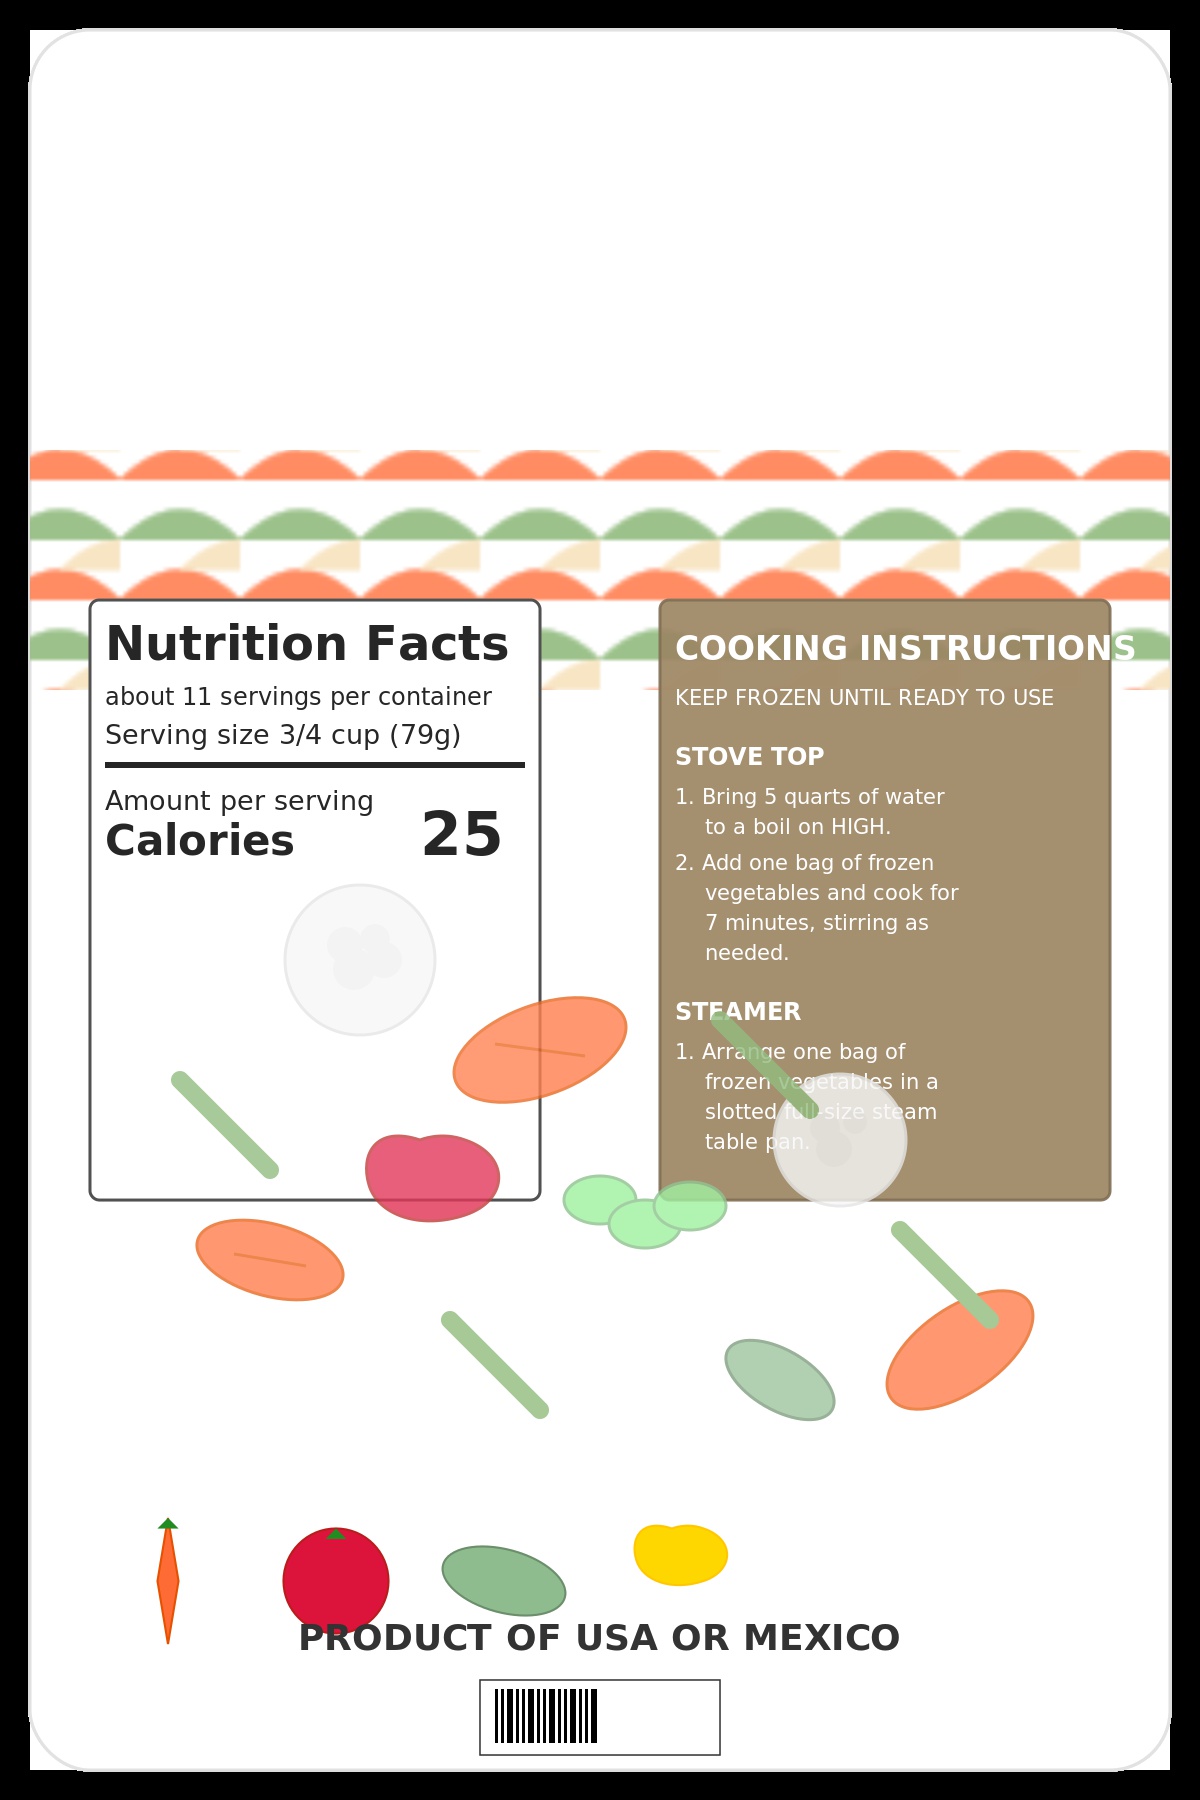 Nutrition Facts
about 11 servings per container
Serving size 3/4 cup (79g)
Amount per serving
Calories 25
COOKING INSTRUCTIONS
KEEP FROZEN UNTIL READY TO USE
STOVE TOP
1. Bring 5 quarts of water
to a boil on HIGH.
2. Add one bag of frozen
vegetables and cook for
7 minutes, stirring as
needed.
STEAMER
1. Arrange one bag of
frozen vegetables in a
slotted full-size steam
table pan.
PRODUCT OF USA OR MEXICO